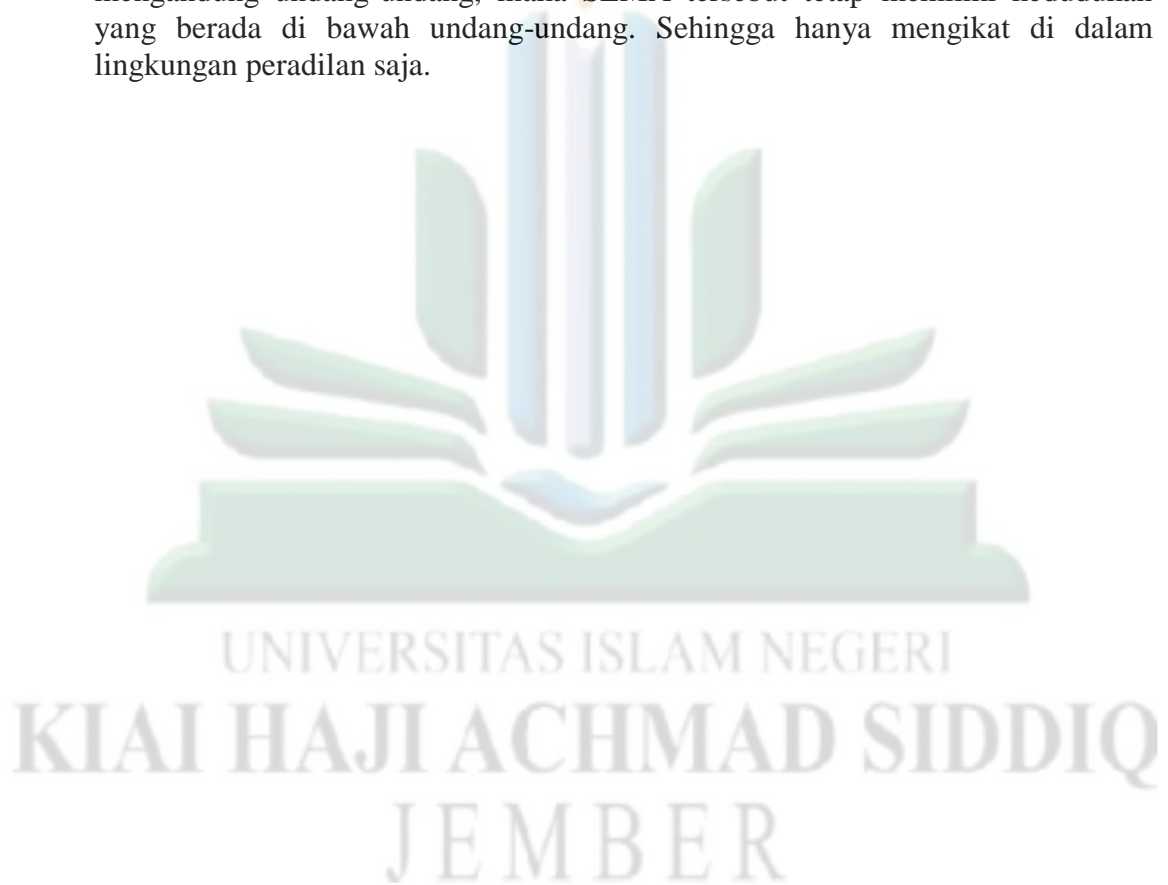 yang berada di bawah undang-undang. Sehingga hanya mengikat di dalam
lingkungan peradilan saja.
UNIVERSITAS ISLAM NEGERI
KIAI HAJI ACHMAD SIDDIQ
JEMBER